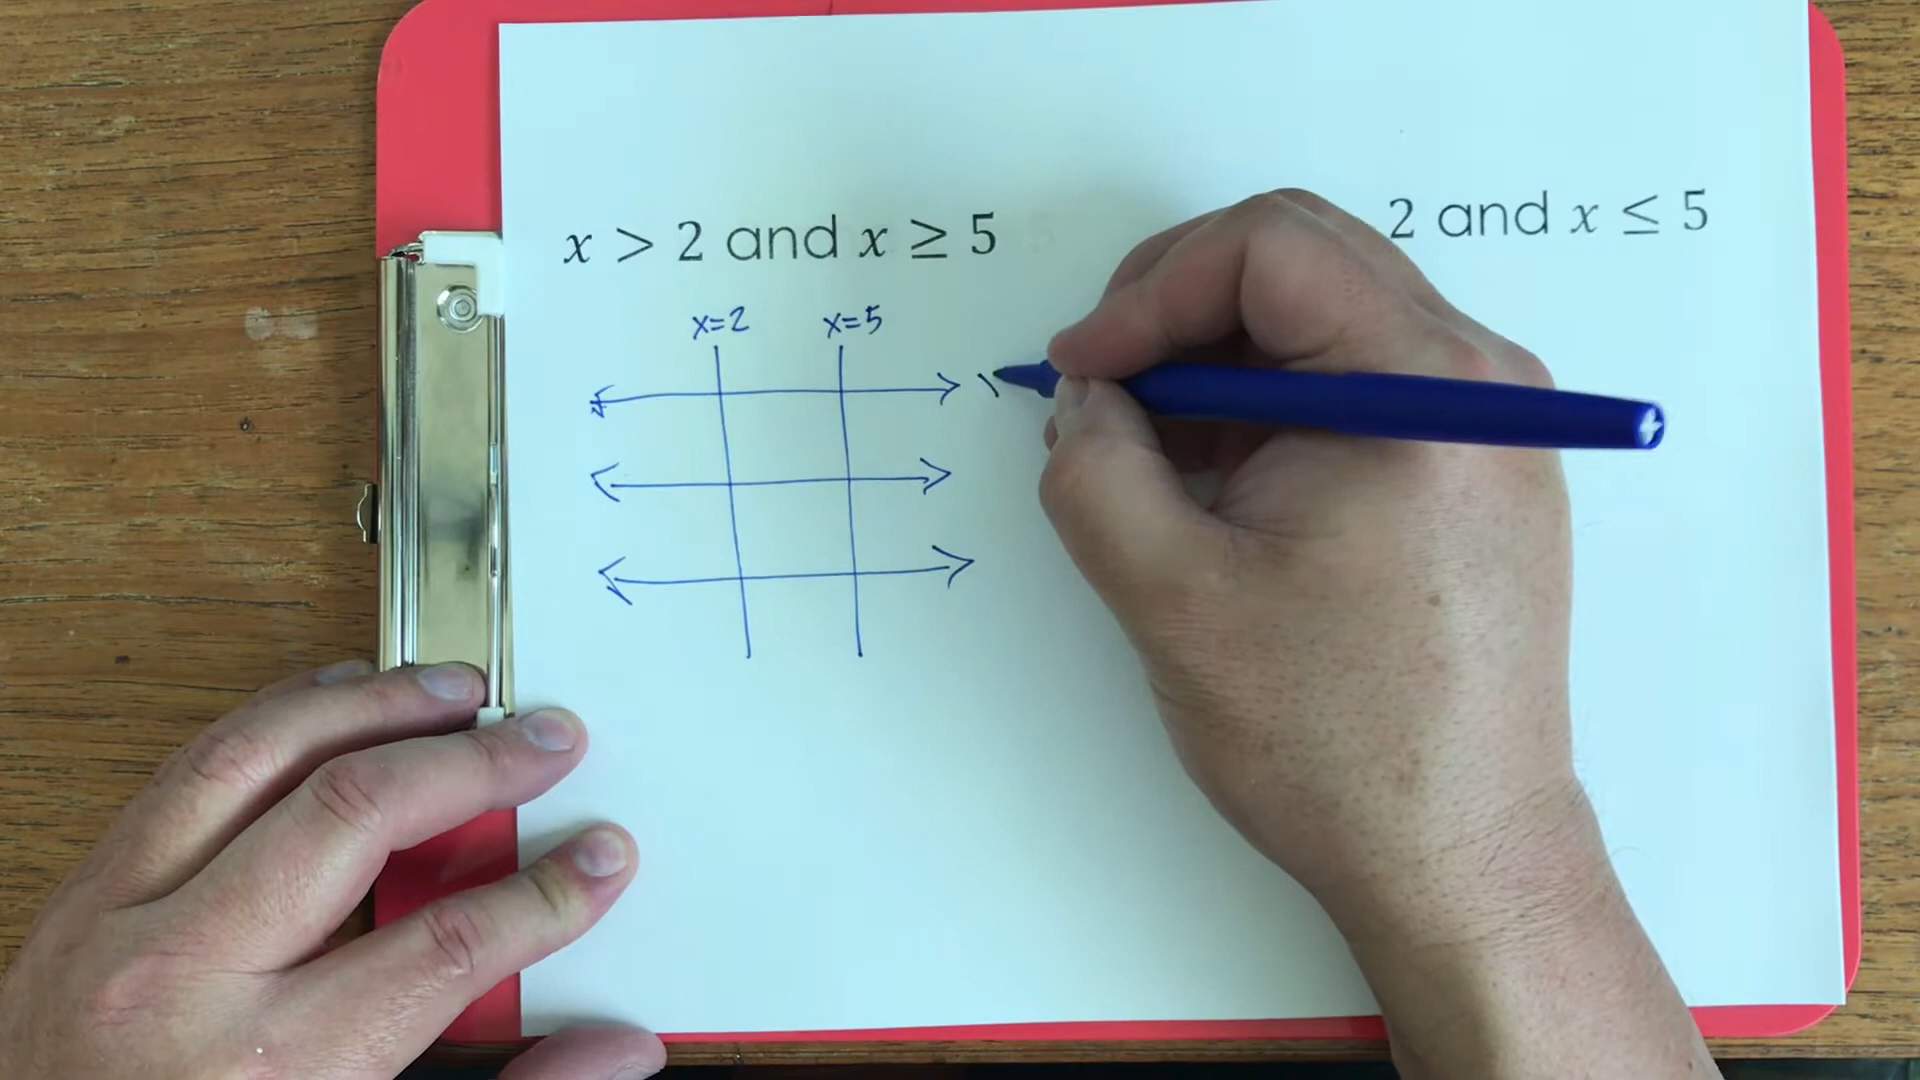 x > 2 and x ≥ 5
2 and x ≤ 5
x=2 x=5